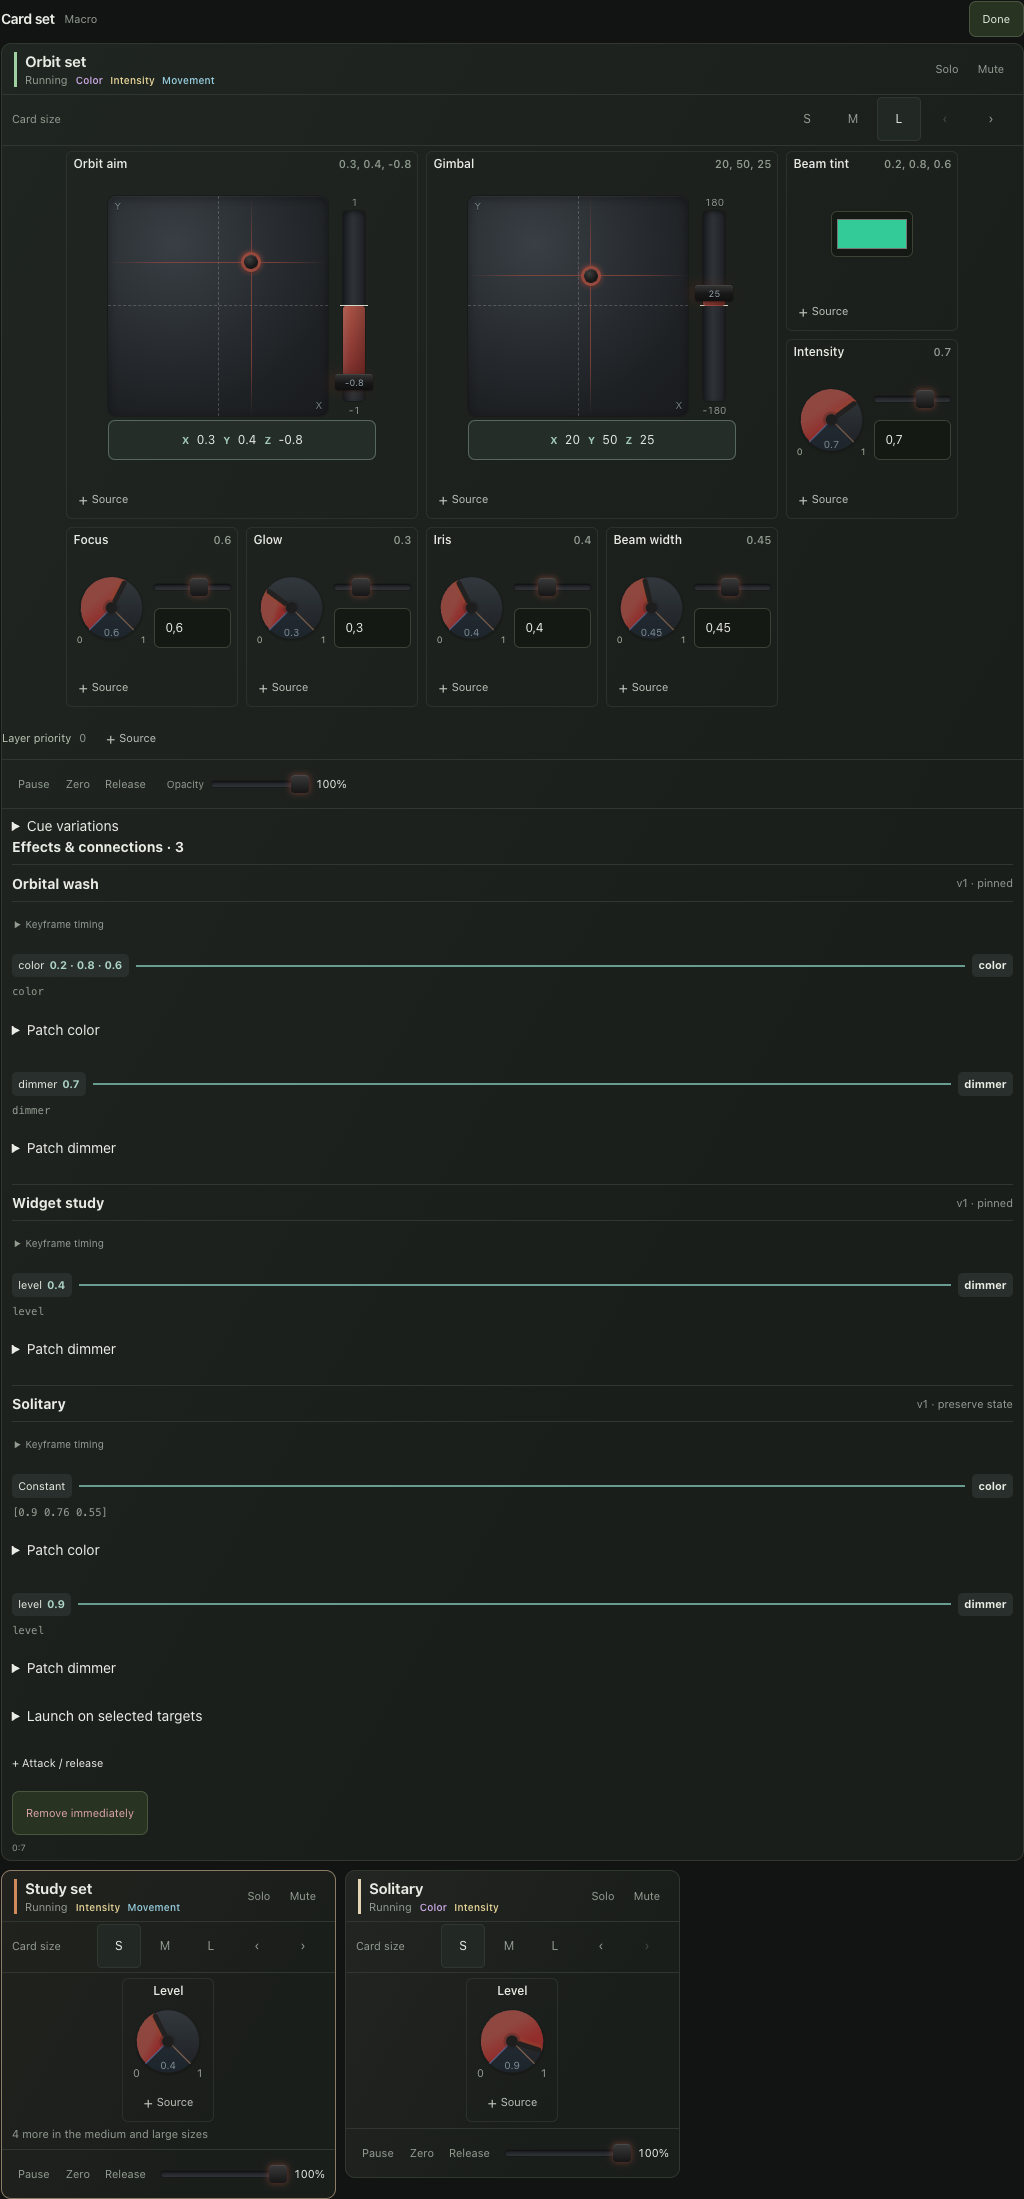 Card set Macro Done
Orbit set
Running Color Intensity Movement
Solo Mute
Card size S M L ‹ ›
Orbit aim 0.3, 0.4, -0.8
Y 1
-0.8
X -1
X 0.3 Y 0.4 Z -0.8
+ Source
Gimbal 20, 50, 25
Y 180
25
X -180
X 20 Y 50 Z 25
+ Source
Beam tint 0.2, 0.8, 0.6
+ Source
Intensity 0.7
0 0.7 1 0,7
+ Source
Focus 0.6
0 0.6 1 0,6
+ Source
Glow 0.3
0 0.3 1 0,3
+ Source
Iris 0.4
0 0.4 1 0,4
+ Source
Beam width 0.45
0 0.45 1 0,45
+ Source
Layer priority 0 + Source
Pause Zero Release Opacity 100%
▶ Cue variations
Effects & connections · 3
Orbital wash v1 · pinned
▶ Keyframe timing
color 0.2 · 0.8 · 0.6 color
color
▶ Patch color
dimmer 0.7 dimmer
dimmer
▶ Patch dimmer
Widget study v1 · pinned
▶ Keyframe timing
level 0.4 dimmer
level
▶ Patch dimmer
Solitary v1 · preserve state
▶ Keyframe timing
Constant color
[0.9 0.76 0.55]
▶ Patch color
level 0.9 dimmer
level
▶ Patch dimmer
▶ Launch on selected targets
+ Attack / release
Remove immediately
0:7
Study set
Running Intensity Movement
Solo Mute
Card size S M L ‹ ›
Level
0 0.4 1
+ Source
4 more in the medium and large sizes
Pause Zero Release 100%
Solitary
Running Color Intensity
Solo Mute
Card size S M L ‹ ›
Level
0 0.9 1
+ Source
Pause Zero Release 100%